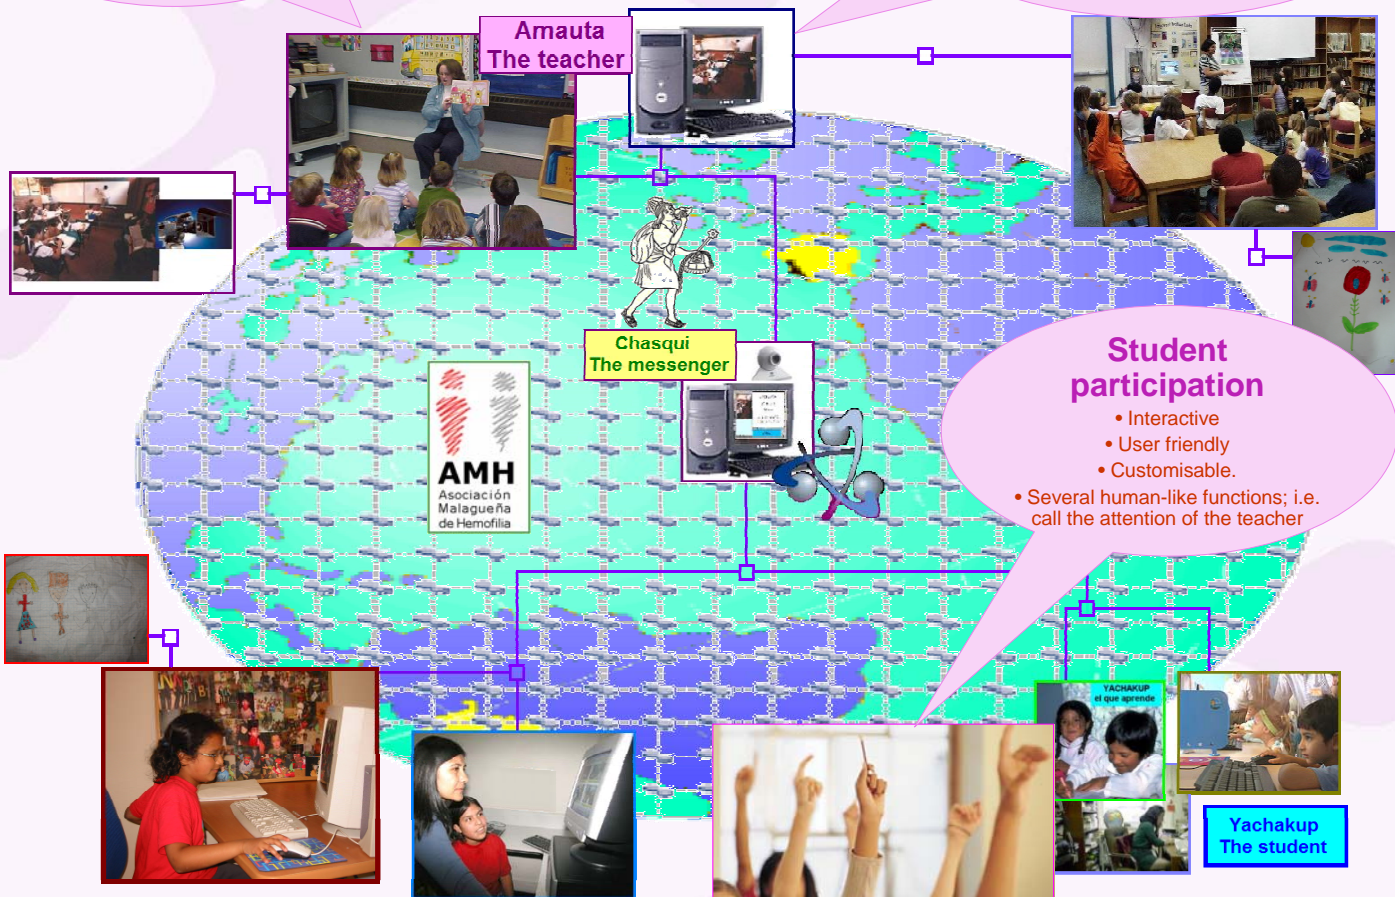 Amauta
The teacher
Chasqui
The messenger
AMH
Asociación
Malagueña
de Hemofilia
Student
participation
• Interactive
• User friendly
• Customisable.
• Several human-like functions; i.e.
call the attention of the teacher
YACHAKUP
el que aprende
Yachakup
The student